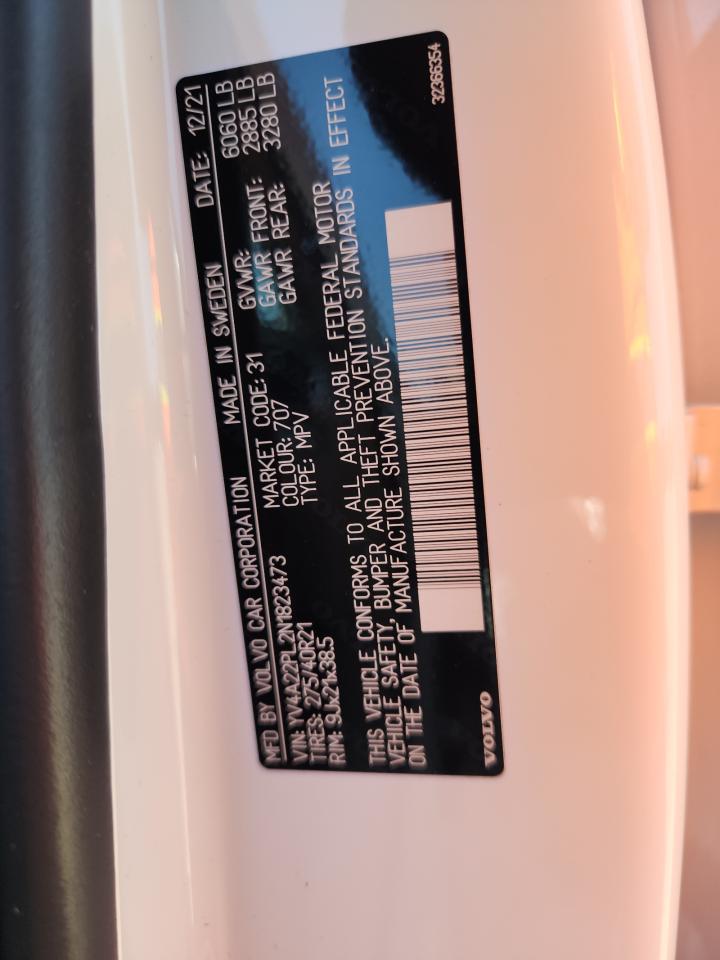 MFD BY VOLVO CAR CORPORATION MADE IN SWEDEN DATE: 12/21
VIN: YV4A22PL2N1823473 MARKET CODE: 31 GVWR: 6060 LB
TIRES: 275/40R21 COLOUR: 707 GAWR FRONT: 2885 LB
RIM: 9Jx21x38.5 TYPE: MPV GAWR REAR: 3280 LB
THIS VEHICLE CONFORMS TO ALL APPLICABLE FEDERAL MOTOR
VEHICLE SAFETY, BUMPER AND THEFT PREVENTION STANDARDS IN EFFECT
ON THE DATE OF MANUFACTURE SHOWN ABOVE.
VOLVO 32366354